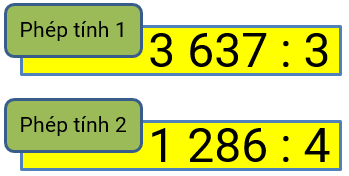 Phép tính 1
3 637 : 3
Phép tính 2
1 286 : 4